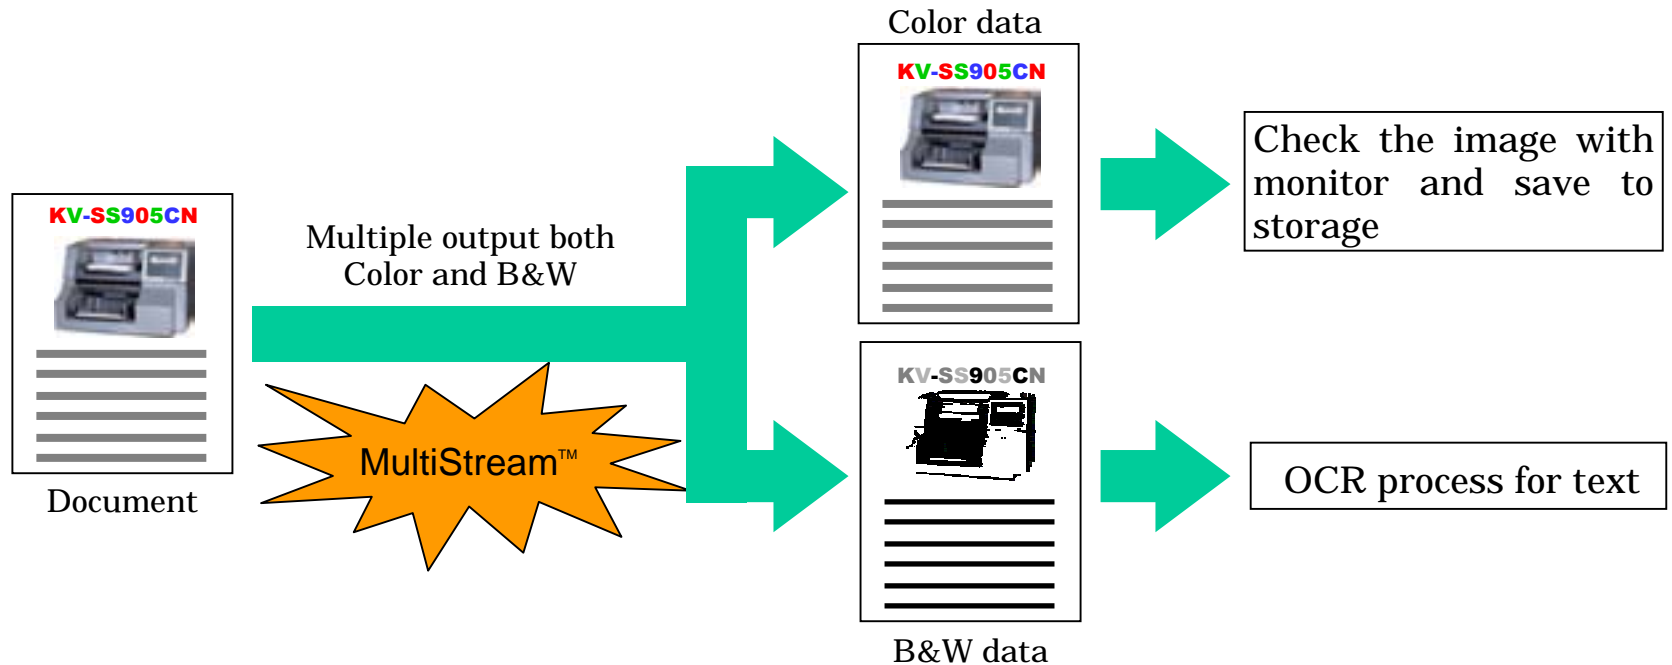 Color data
KV-SS905CN
Check the image with
monitor and save to
storage
KV-SS905CN
Multiple output both
Color and B&W
Document
MultiStream™
KV-SS905CN
OCR process for text
B&W data